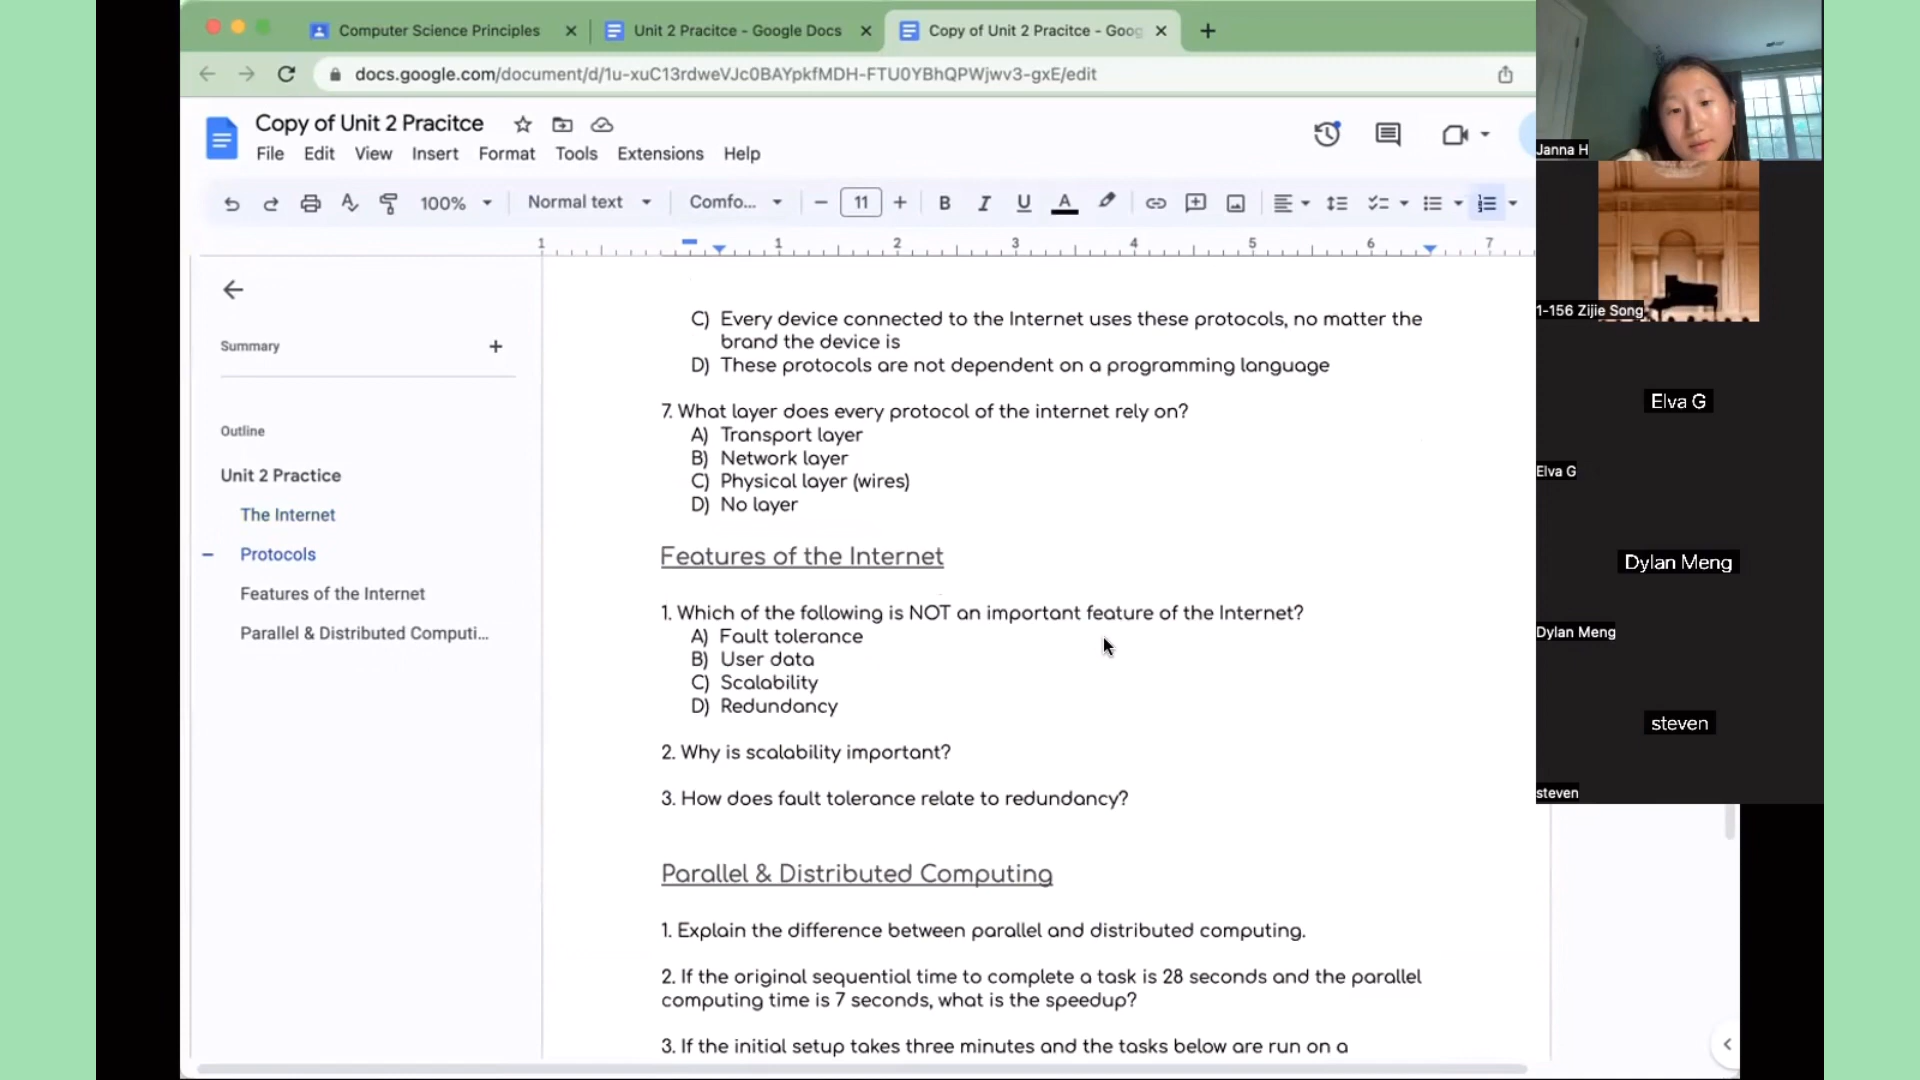 Computer Science Principles
Unit 2 Pracitce - Google Docs
Copy of Unit 2 Pracitce - Goog
docs.google.com/document/d/1u-xuC13rdweVJc0BAYpkfMDH-FTU0YBhQPWjwv3-gxE/edit
Copy of Unit 2 Pracitce
File Edit View Insert Format Tools Extensions Help
100% Normal text Comfo... 11
1 1 2 3 4 5 6 7
Summary
Outline
Unit 2 Practice
The Internet
Protocols
Features of the Internet
Parallel & Distributed Computi...
C) Every device connected to the Internet uses these protocols, no matter the
brand the device is
D) These protocols are not dependent on a programming language
7. What layer does every protocol of the internet rely on?
A) Transport layer
B) Network layer
C) Physical layer (wires)
D) No layer
Features of the Internet
1. Which of the following is NOT an important feature of the Internet?
A) Fault tolerance
B) User data
C) Scalability
D) Redundancy
2. Why is scalability important?
3. How does fault tolerance relate to redundancy?
Parallel & Distributed Computing
1. Explain the difference between parallel and distributed computing.
2. If the original sequential time to complete a task is 28 seconds and the parallel
computing time is 7 seconds, what is the speedup?
3. If the initial setup takes three minutes and the tasks below are run on a
Janna H
1-156 Zijie Song
Elva G
Elva G
Dylan Meng
Dylan Meng
steven
steven